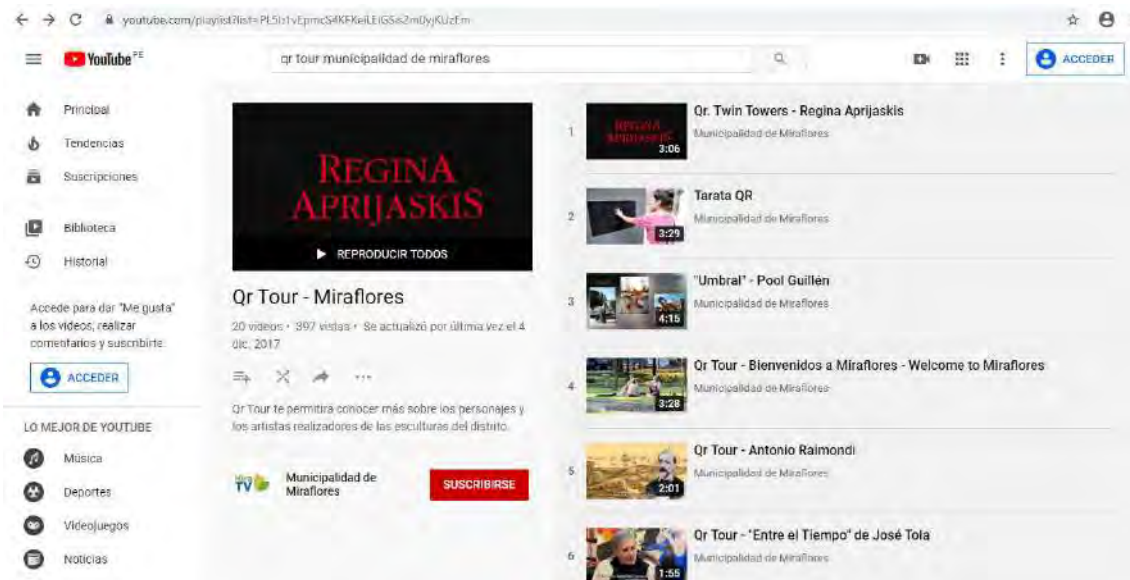 youtube.com/playlist?list=
YouTube PE
qr tour municipalidad de miraflores
ACCEDER
Principal
Tendencias
Suscripciones
Biblioteca
Historial
Accede para dar "Me gusta"
a los videos, realizar
comentarios y suscribirte.
ACCEDER
LO MEJOR DE YOUTUBE
Música
Deportes
Videojuegos
Noticias
REGINA
APRIJASKIS
REPRODUCIR TODOS
Qr Tour - Miraflores
20 videos • 397 vistas • Se actualizó por última vez el 4
dic. 2017
Qr Tour te permitira conocer más sobre los personajes y
los artistas realizadores de las esculturas del distrito.
TV
Municipalidad de
Miraflores
SUSCRIBIRSE
1
REGINA
APRIJASKIS
3:06
Qr. Twin Towers - Regina Aprijaskis
Municipalidad de Miraflores
2
3:29
Tarata QR
Municipalidad de Miraflores
3
4:15
"Umbral" - Pool Guillén
Municipalidad de Miraflores
4
3:28
Qr Tour - Bienvenidos a Miraflores - Welcome to Miraflores
Municipalidad de Miraflores
5
2:01
Qr Tour - Antonio Raimondi
Municipalidad de Miraflores
6
1:55
Qr Tour - "Entre el Tiempo" de José Tola
Municipalidad de Miraflores